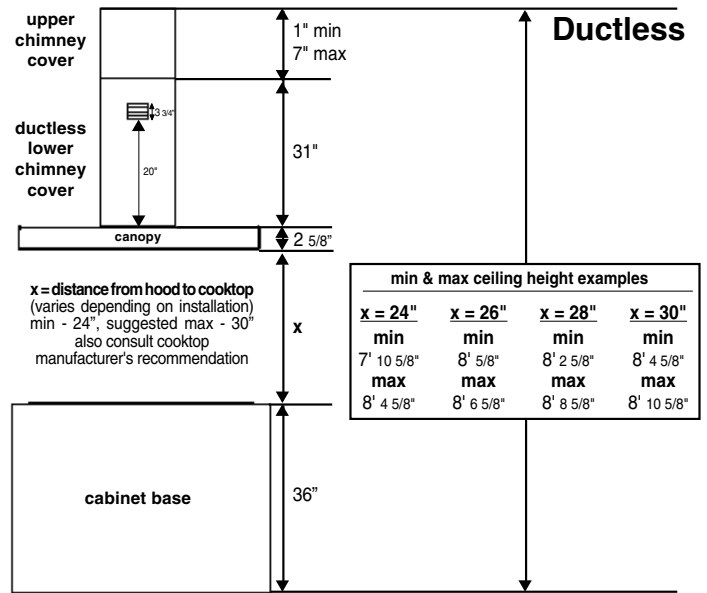 Ductless
upper
chimney
cover
1" min
7" max
3 3/4"
ductless
lower
chimney
cover
20"
31"
canopy
2 5/8”
x = distance from hood to cooktop
(varies depending on installation)
min - 24”, suggested max - 30”
also consult cooktop
manufacturer's recommendation
x
min & max ceiling height examples
x = 24" x = 26" x = 28" x = 30"
min min min min
7' 10 5/8" 8' 5/8" 8' 2 5/8" 8' 4 5/8"
max max max max
8' 4 5/8" 8' 6 5/8" 8' 8 5/8" 8' 10 5/8"
cabinet base
36”